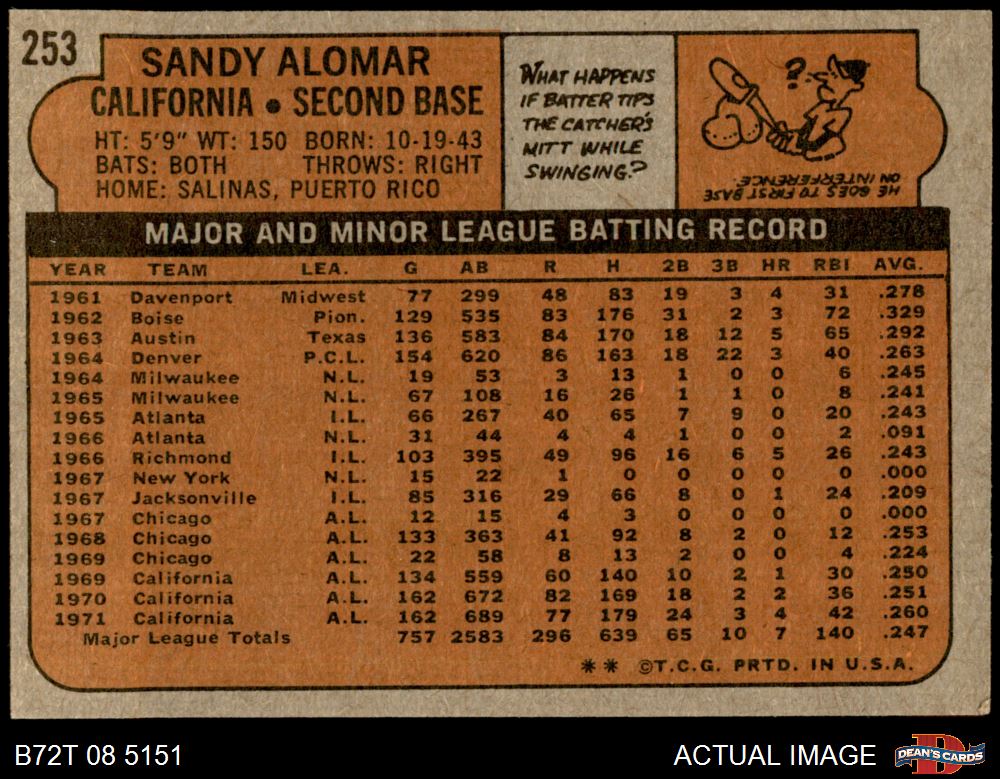 253
SANDY ALOMAR
CALIFORNIA • SECOND BASE
HT: 5'9" WT: 150 BORN: 10-19-43
BATS: BOTH THROWS: RIGHT
HOME: SALINAS, PUERTO RICO
WHAT HAPPENS
IF BATTER TIPS
THE CATCHER'S
MITT WHILE
SWINGING?
?
HE GOES TO FIRST BASE
ON INTERFERENCE.
MAJOR AND MINOR LEAGUE BATTING RECORD
YEAR TEAM LEA. G AB R H 2B 3B HR RBI AVG.
1961 Davenport Midwest 77 299 48 83 19 3 4 31 .278
1962 Boise Pion. 129 535 83 176 31 2 3 72 .329
1963 Austin Texas 136 583 84 170 18 12 5 65 .292
1964 Denver P.C.L. 154 620 86 163 18 22 3 40 .263
1964 Milwaukee N.L. 19 53 3 13 1 0 0 6 .245
1965 Milwaukee N.L. 67 108 16 26 1 1 0 8 .241
1965 Atlanta I.L. 66 267 40 65 7 9 0 20 .243
1966 Atlanta N.L. 31 44 4 4 1 0 0 2 .091
1966 Richmond I.L. 103 395 49 96 16 6 5 26 .243
1967 New York N.L. 15 22 1 0 0 0 0 0 .000
1967 Jacksonville I.L. 85 316 29 66 8 0 1 24 .209
1967 Chicago A.L. 12 15 4 3 0 0 0 0 .000
1968 Chicago A.L. 133 363 41 92 8 2 0 12 .253
1969 Chicago A.L. 22 58 8 13 2 0 0 4 .224
1969 California A.L. 134 559 60 140 10 2 1 30 .250
1970 California A.L. 162 672 82 169 18 2 2 36 .251
1971 California A.L. 162 689 77 179 24 3 4 42 .260
Major League Totals 757 2583 296 639 65 10 7 140 .247
** ©T.C.G. PRTD. IN U.S.A.
B72T 08 5151 ACTUAL IMAGE D DEAN'S CARDS